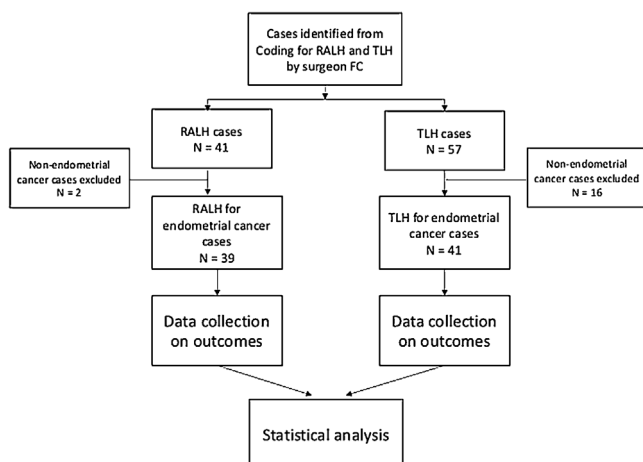 Cases identified from
Coding for RALH and TLH
by surgeon FC
RALH cases
N = 41
TLH cases
N = 57
Non-endometrial
cancer cases excluded
N = 2
Non-endometrial
cancer cases excluded
N = 16
RALH for
endometrial cancer
cases
N = 39
TLH for endometrial
cancer cases
N = 41
Data collection
on outcomes
Data collection
on outcomes
Statistical analysis